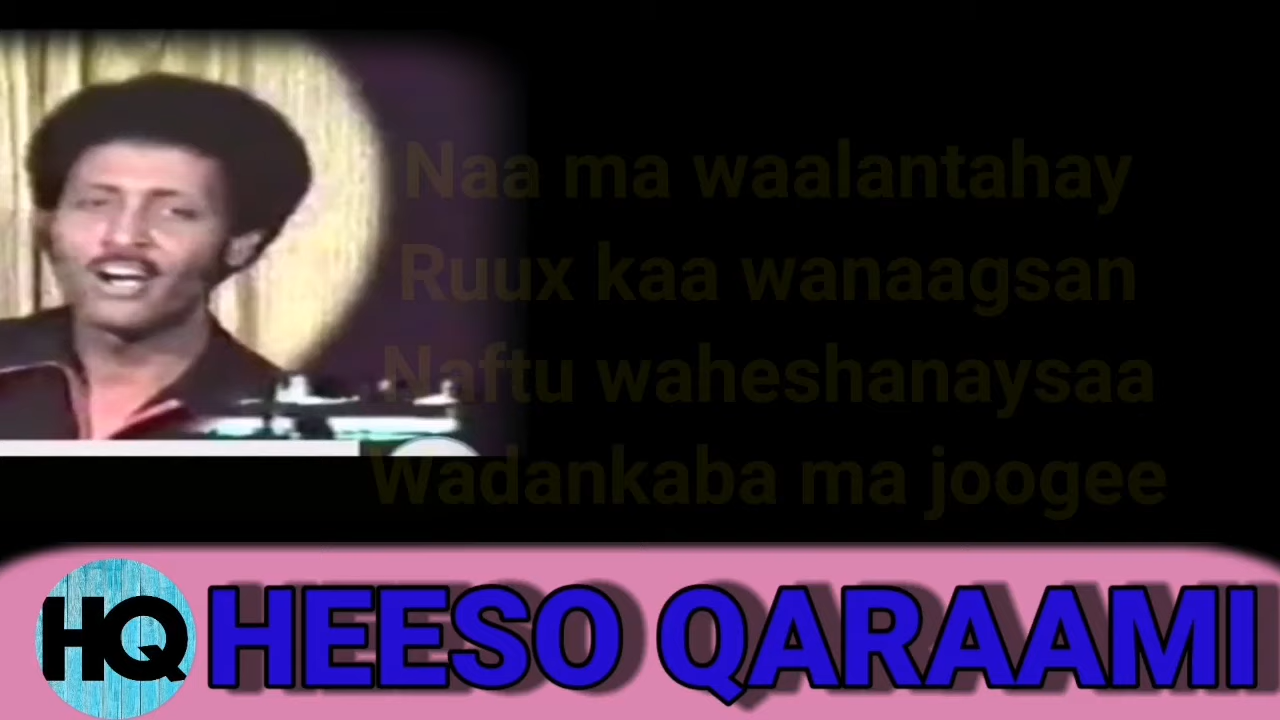 Naa ma waalantahay
Ruux kaa wanaagsan
Naftu waheshanaysaa
Wadankaba ma joogee
HQ HEESO QARAAMI